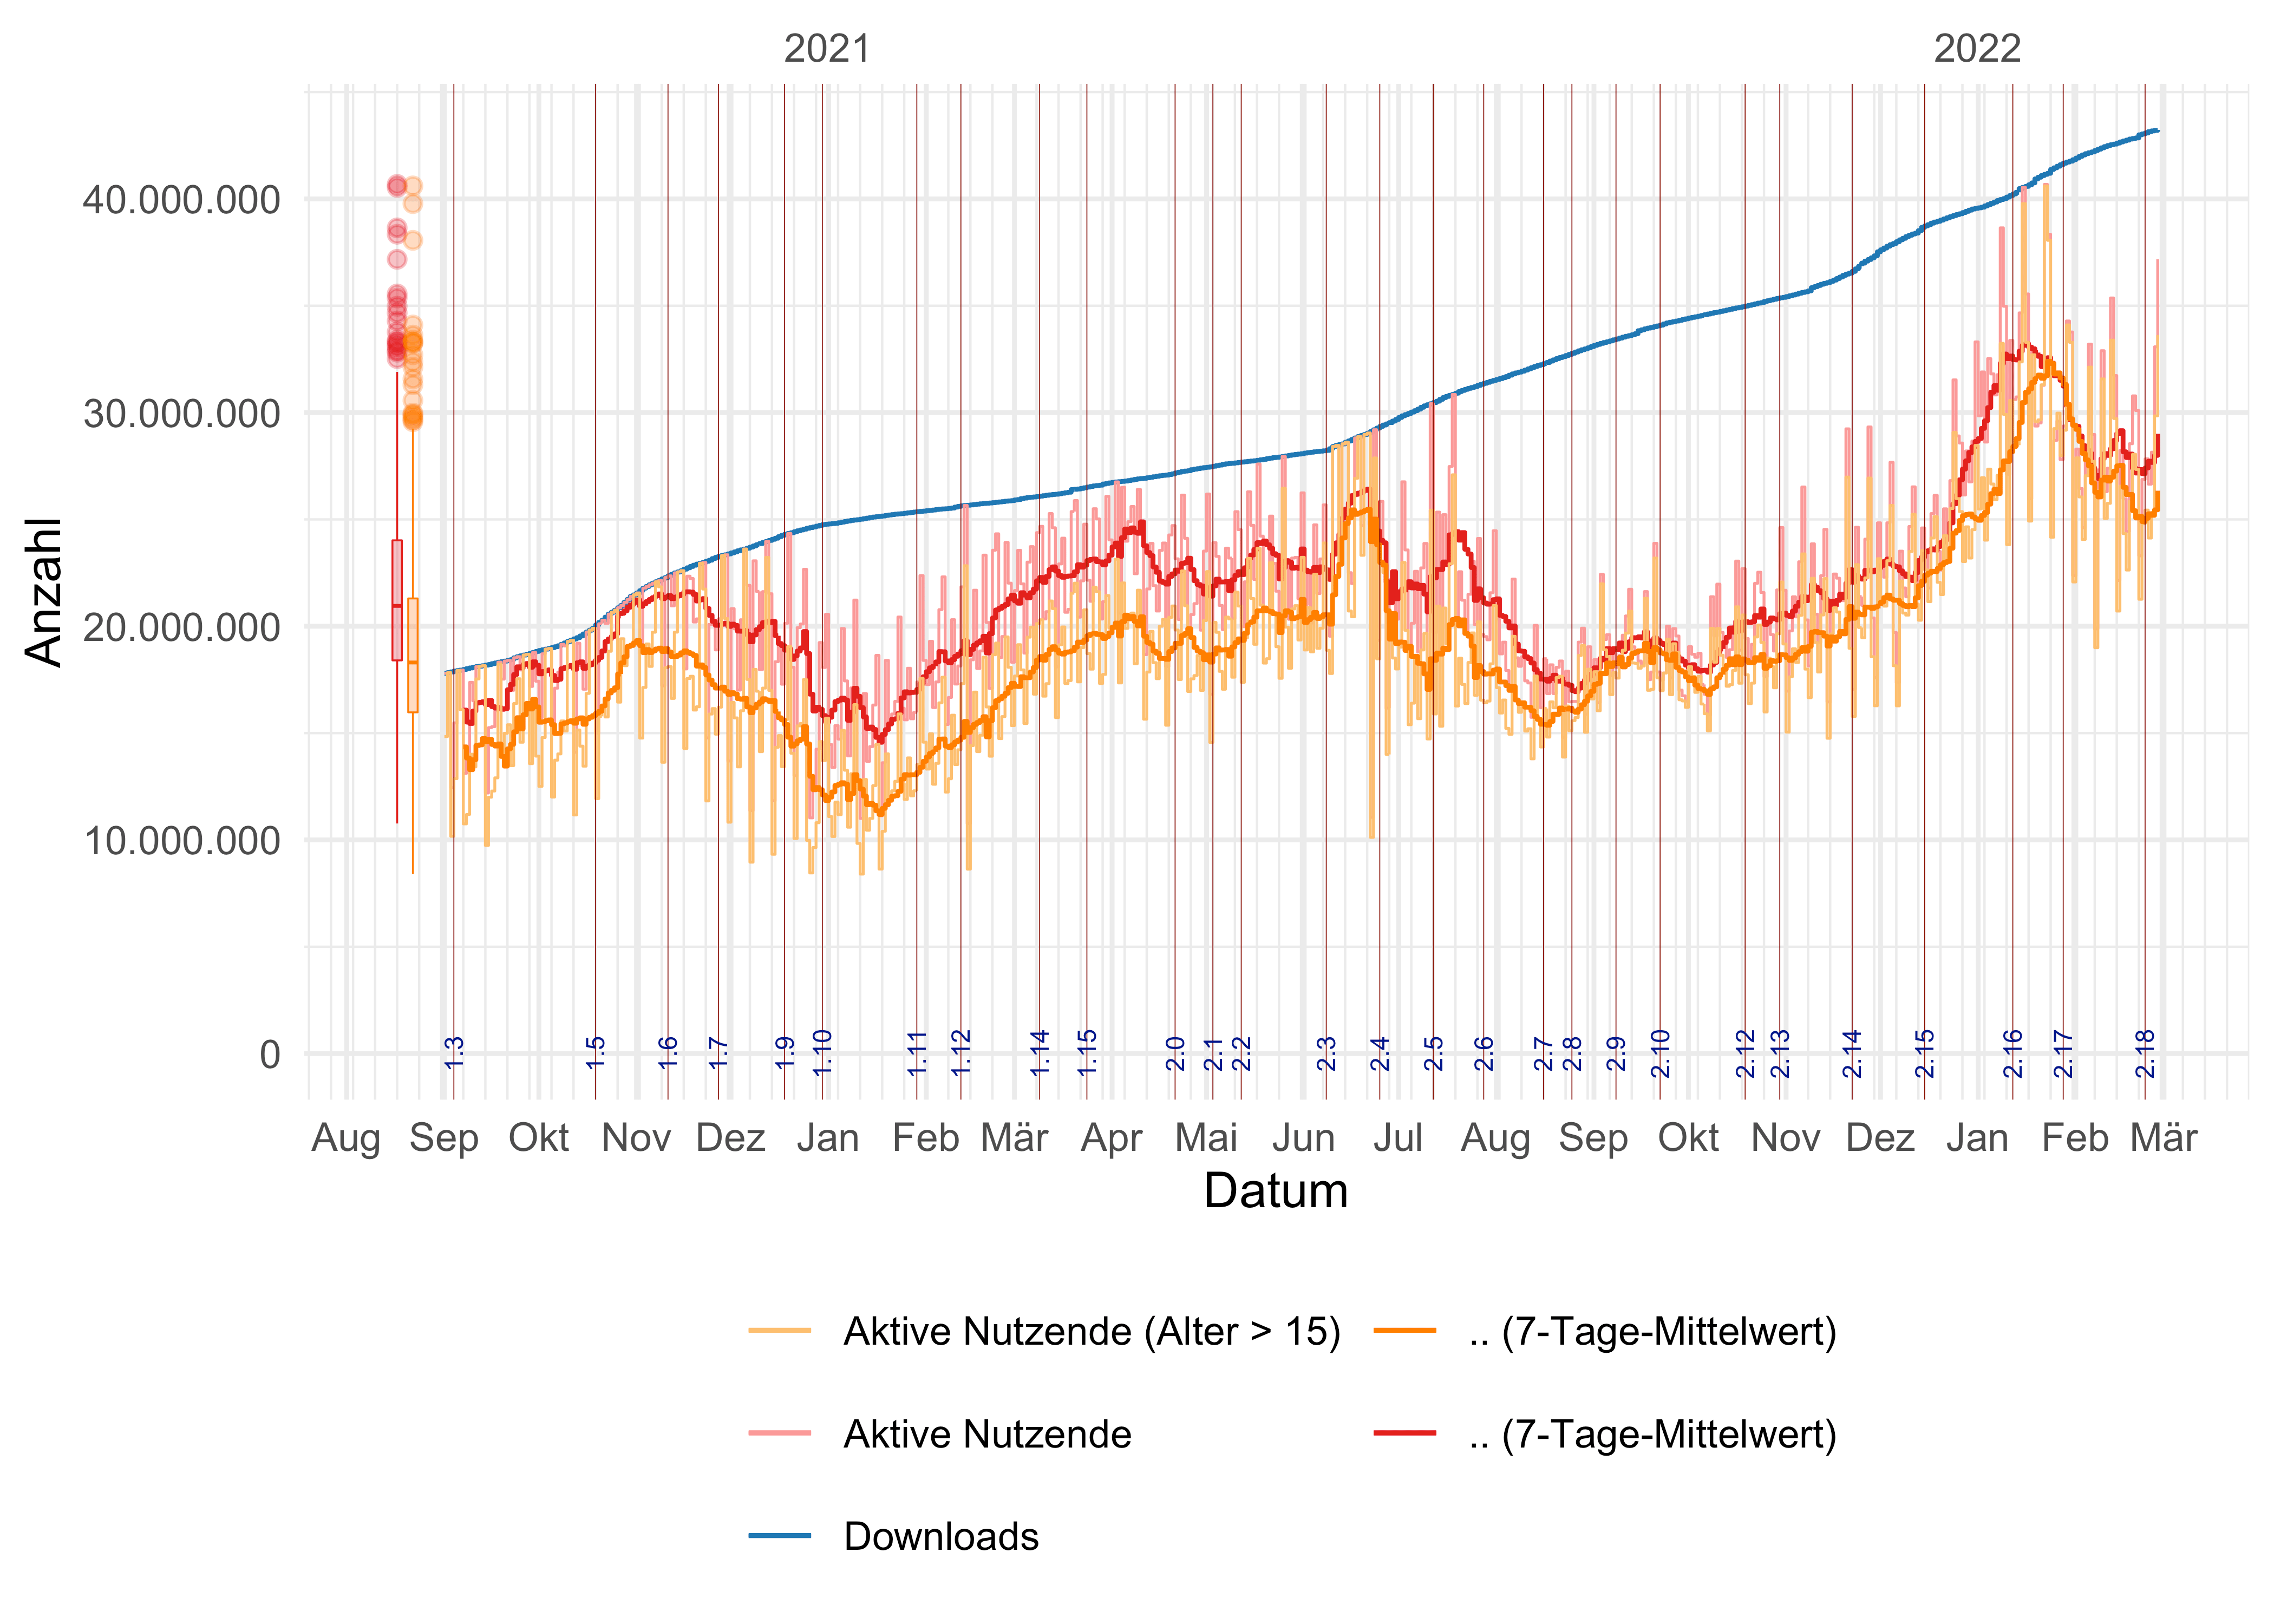 2021 2022
40.000.000
30.000.000
20.000.000
10.000.000
0
Anzahl
1.3 1.5 1.6 1.7 1.9 1.10 1.11 1.12 1.14 1.15 2.0 2.1 2.2 2.3 2.4 2.5 2.6 2.7 2.8 2.9 2.10 2.12 2.13 2.14 2.15 2.16 2.17 2.18
Aug Sep Okt Nov Dez Jan Feb Mär Apr Mai Jun Jul Aug Sep Okt Nov Dez Jan Feb Mär
Datum
Aktive Nutzende (Alter > 15) .. (7-Tage-Mittelwert)
Aktive Nutzende .. (7-Tage-Mittelwert)
Downloads